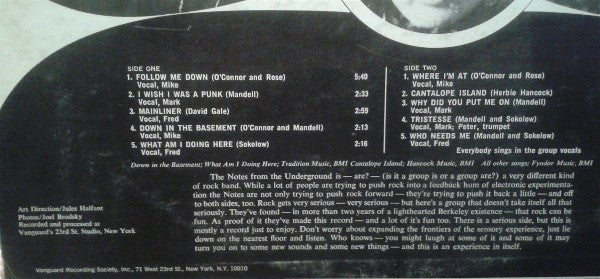 SIDE ONE
1. FOLLOW ME DOWN (O'Connor and Rose) 5:40
Vocal, Mike
2. I WISH I WAS A PUNK (Mandell) 2:33
Vocal, Mark
3. MAINLINER (David Gale) 2:59
Vocal, Fred
4. DOWN IN THE BASEMENT (O'Connor and Mandell) 2:13
Vocal, Mike
5. WHAT AM I DOING HERE (Sokolow) 2:16
Vocal, Fred
SIDE TWO
1. WHERE I'M AT (O'Connor and Rose)
Vocal, Mike
2. CANTALOPE ISLAND (Herbie Hancock)
3. WHY DID YOU PUT ME ON (Mandell)
Vocal, Mark
4. TRISTESSE (Mandell and Sokolow)
Vocal, Mark; Peter, trumpet
5. WHO NEEDS ME (Mandell and Sokolow)
Vocal, Fred
Everybody sings in the group vocals
Down in the Basement; What Am I Doing Here; Tradition Music, BMI Cantalope Island; Hancock Music, BMI All other songs; Fyodor Music, BMI
The Notes from the Underground is — are? — (is it a group is or a group are?) a very different kind
of rock band. While a lot of people are trying to push rock into a feedback hum of electronic experimenta-
tion the Notes are not only trying to push rock forward — they're trying to push it back a little — and off
to both sides, too. Rock gets very serious — very serious — but here's a group that doesn't take itself all that
seriously. They've found — in more than two years of a lighthearted Berkeley existence — that rock can be
fun. As proof of it they've made this record — and a lot of it's fun too. There is a serious side, but this is
mostly a record just to enjoy. Don't worry about expanding the frontiers of the sensory experience, just lie
down on the nearest floor and listen. Who knows — you might laugh at some of it and some of it may
turn you on to some new sounds and some new things — and this is an experience in itself.
Art Direction/Jules Halfant
Photos/Joel Brodsky
Recorded and processed at
Vanguard's 23rd St. Studio, New York
Vanguard Recording Society, Inc., 71 West 23rd St., New York, N.Y. 10010